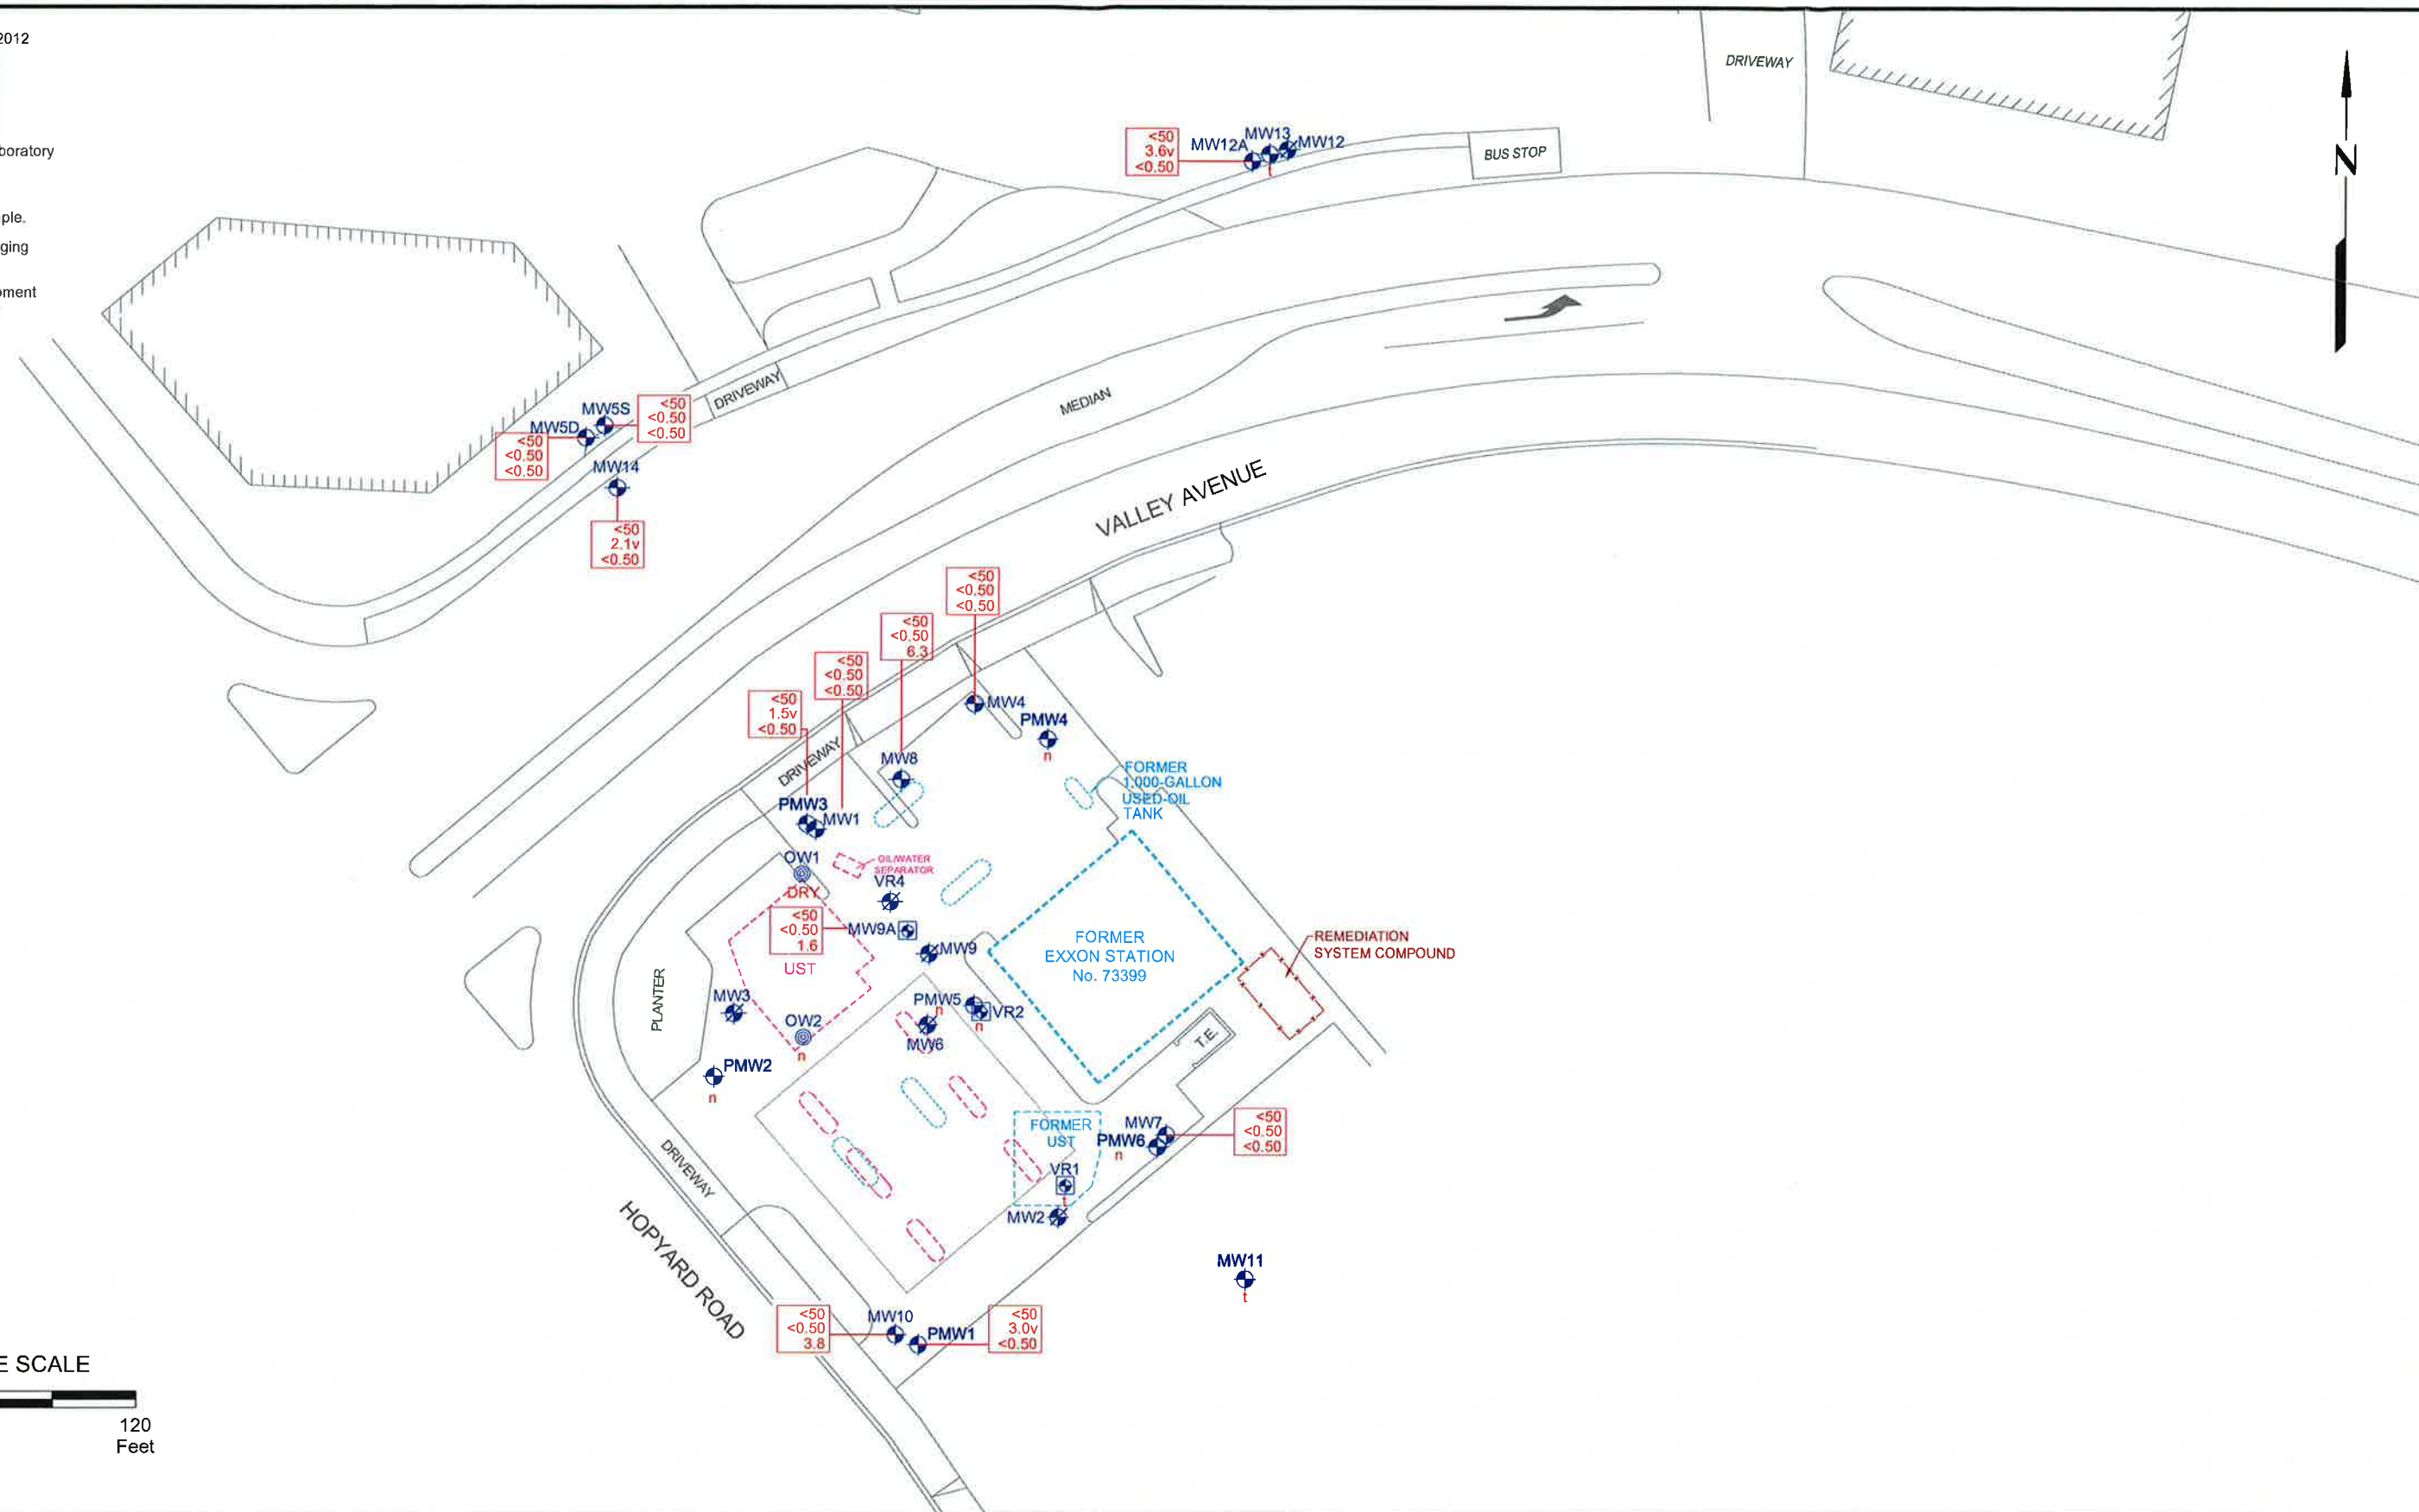 2012
boratory
ple.
ging
oment
DRIVEWAY
N
<50
3.6v
<0.50
MW12A
MW13
MW12
t
BUS STOP
MW5S
<50
<0.50
<0.50
MW5D
<50
<0.50
<0.50
DRIVEWAY
MEDIAN
MW14
<50
2.1v
<0.50
VALLEY AVENUE
<50
<0.50
<0.50
<50
<0.50
6.3
<50
<0.50
<0.50
<50
1.5v
<0.50
MW4
PMW4
n
DRIVEWAY
MW8
FORMER
1,000-GALLON
USED-OIL
TANK
PMW3
MW1
OW1
OIL/WATER
SEPARATOR
DRY
VR4
<50
<0.50
1.6
MW9A
MW9
UST
FORMER
EXXON STATION
No. 73399
REMEDIATION
SYSTEM COMPOUND
PLANTER
MW3
PMW5
n
VR2
n
OW2
n
MW6
T.E.
PMW2
n
FORMER
UST
MW7
PMW6
n
<50
<0.50
<0.50
DRIVEWAY
VR1
t
MW2
HOPYARD ROAD
MW11
t
<50
<0.50
3.8
MW10
PMW1
<50
3.0v
<0.50
E SCALE
120
Feet